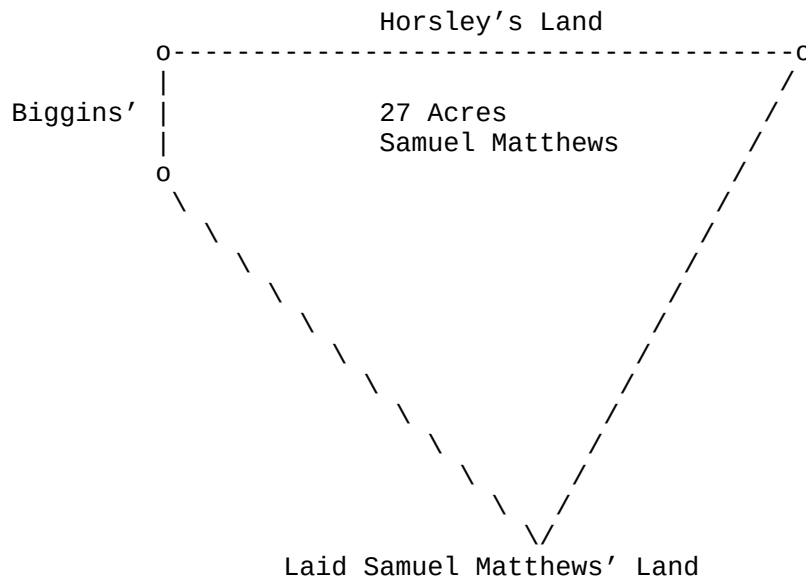 Horsley’s Land
Biggins’
27 Acres
Samuel Matthews
Laid Samuel Matthews’ Land